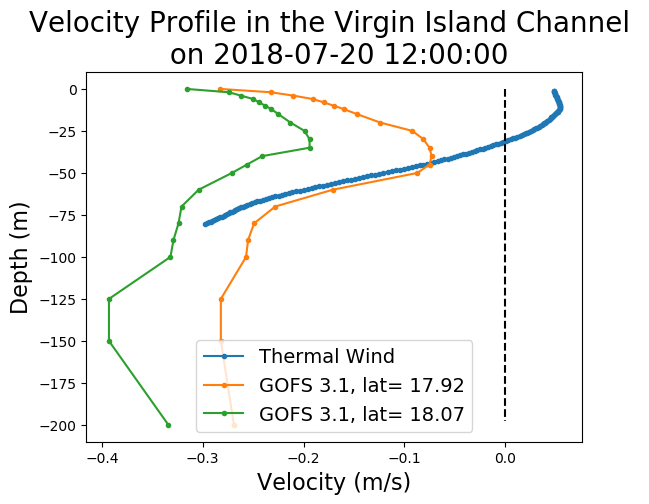 Velocity Profile in the Virgin Island Channel
on 2018-07-20 12:00:00
0
−25
−50
−75
−100
−125
−150
−175
−200
Depth (m)
Thermal Wind
GOFS 3.1, lat= 17.92
GOFS 3.1, lat= 18.07
−0.4 −0.3 −0.2 −0.1 0.0
Velocity (m/s)